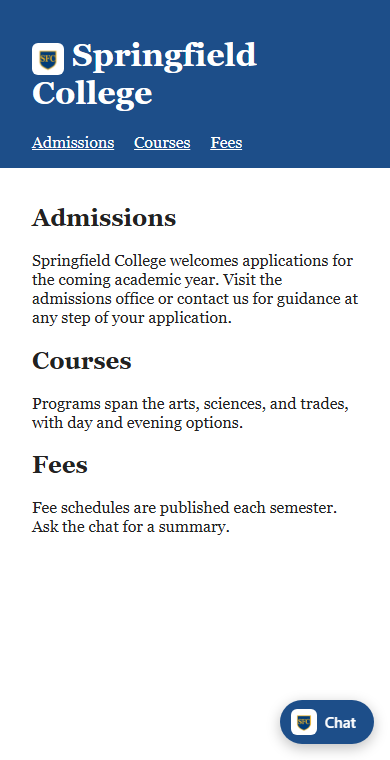 SFC Springfield
College
Admissions Courses Fees
Admissions
Springfield College welcomes applications for
the coming academic year. Visit the
admissions office or contact us for guidance at
any step of your application.
Courses
Programs span the arts, sciences, and trades,
with day and evening options.
Fees
Fee schedules are published each semester.
Ask the chat for a summary.
SFC Chat